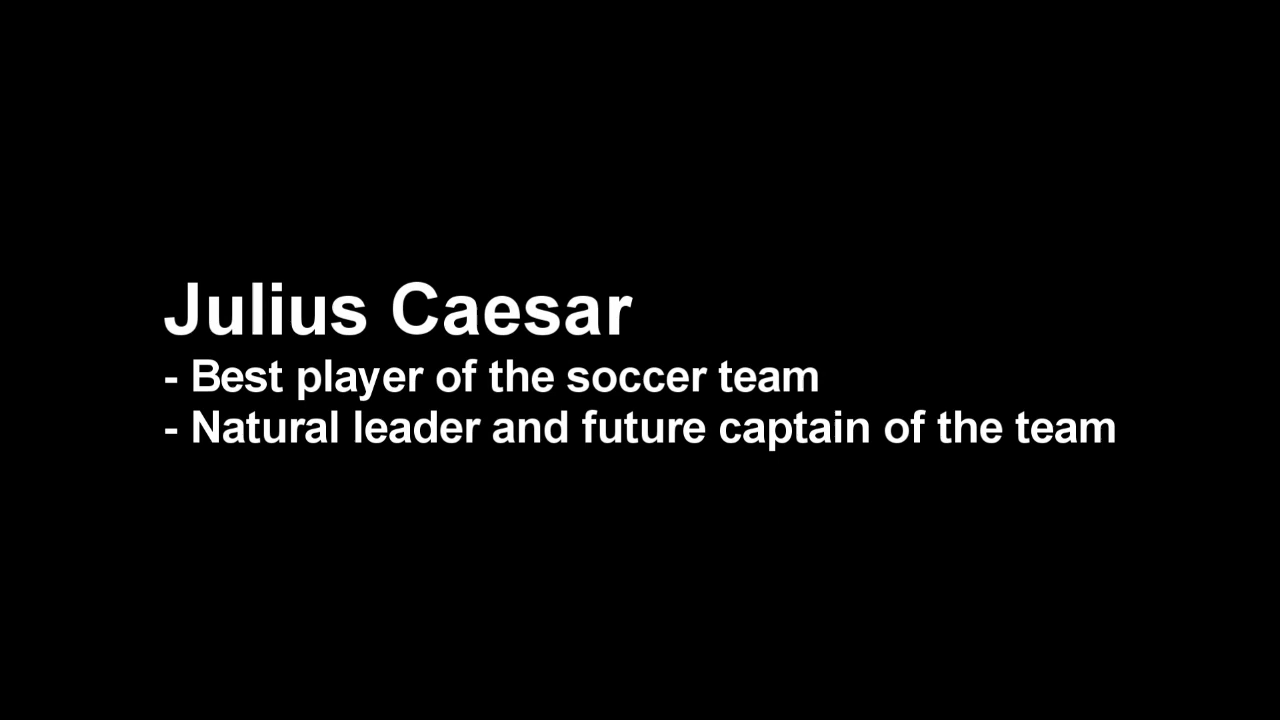 Julius Caesar
- Best player of the soccer team
- Natural leader and future captain of the team